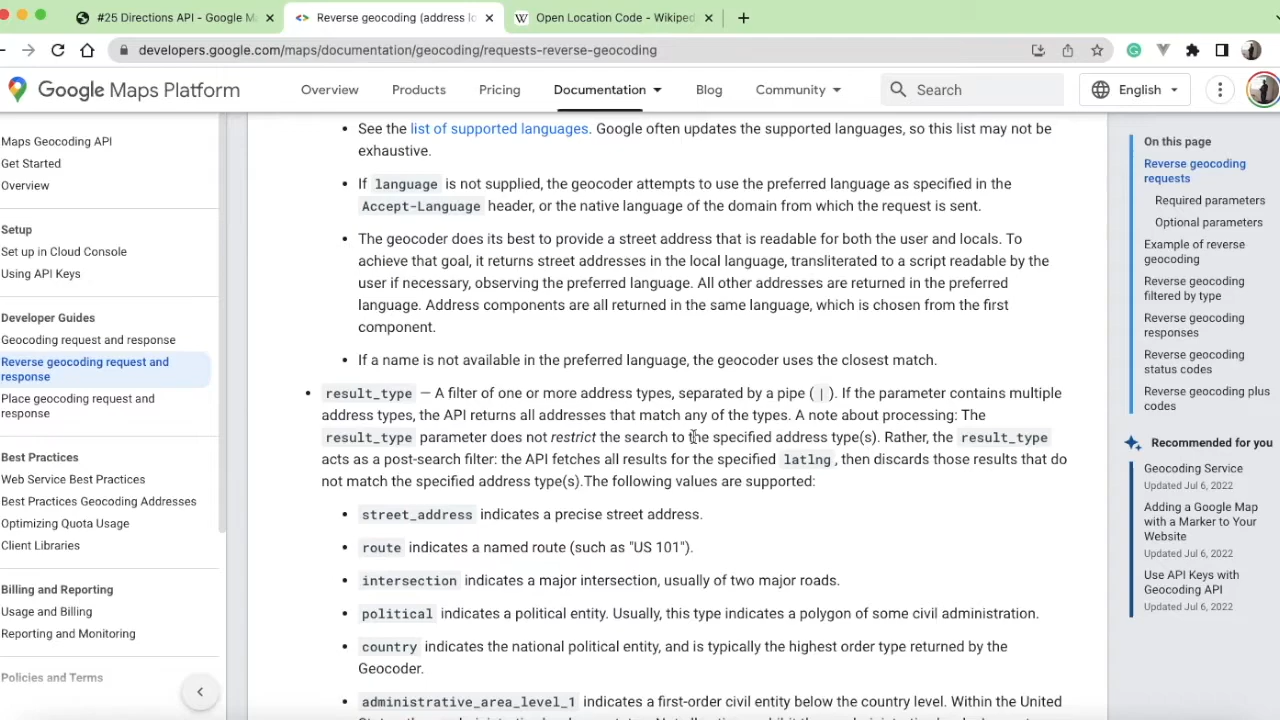 #25 Directions API - Google Ma
Reverse geocoding (address lo
Open Location Code - Wikiped
developers.google.com/maps/documentation/geocoding/requests-reverse-geocoding
Google Maps Platform
Overview
Products
Pricing
Documentation
Blog
Community
Search
English
Maps Geocoding API
Get Started
Overview
Setup
Set up in Cloud Console
Using API Keys
Developer Guides
Geocoding request and response
Reverse geocoding request and
response
Place geocoding request and
response
Best Practices
Web Service Best Practices
Best Practices Geocoding Addresses
Optimizing Quota Usage
Client Libraries
Billing and Reporting
Usage and Billing
Reporting and Monitoring
Policies and Terms
• See the list of supported languages. Google often updates the supported languages, so this list may not be
exhaustive.
• If language is not supplied, the geocoder attempts to use the preferred language as specified in the
Accept-Language header, or the native language of the domain from which the request is sent.
• The geocoder does its best to provide a street address that is readable for both the user and locals. To
achieve that goal, it returns street addresses in the local language, transliterated to a script readable by the
user if necessary, observing the preferred language. All other addresses are returned in the preferred
language. Address components are all returned in the same language, which is chosen from the first
component.
• If a name is not available in the preferred language, the geocoder uses the closest match.
• result_type — A filter of one or more address types, separated by a pipe ( | ). If the parameter contains multiple
address types, the API returns all addresses that match any of the types. A note about processing: The
result_type parameter does not restrict the search to the specified address type(s). Rather, the result_type
acts as a post-search filter: the API fetches all results for the specified latlng, then discards those results that do
not match the specified address type(s).The following values are supported:
• street_address indicates a precise street address.
• route indicates a named route (such as "US 101").
• intersection indicates a major intersection, usually of two major roads.
• political indicates a political entity. Usually, this type indicates a polygon of some civil administration.
• country indicates the national political entity, and is typically the highest order type returned by the
Geocoder.
• administrative_area_level_1 indicates a first-order civil entity below the country level. Within the United
On this page
Reverse geocoding
requests
Required parameters
Optional parameters
Example of reverse
geocoding
Reverse geocoding
filtered by type
Reverse geocoding
responses
Reverse geocoding
status codes
Reverse geocoding plus
codes
Recommended for you
Geocoding Service
Updated Jul 6, 2022
Adding a Google Map
with a Marker to Your
Website
Updated Jul 6, 2022
Use API Keys with
Geocoding API
Updated Jul 6, 2022